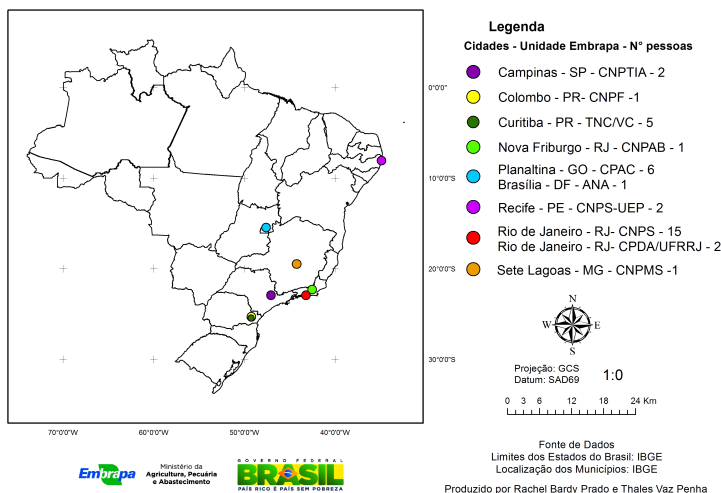 Legenda
Cidades - Unidade Embrapa - N° pessoas
Campinas - SP - CNPTIA - 2
Colombo - PR- CNPF -1
Curitiba - PR - TNC/VC - 5
Nova Friburgo - RJ - CNPAB - 1
Planaltina - GO - CPAC - 6
Brasília - DF - ANA - 1
Recife - PE - CNPS-UEP - 2
Rio de Janeiro - RJ- CNPS - 15
Rio de Janeiro - RJ- CPDA/UFRRJ - 2
Sete Lagoas - MG - CNPMS -1
0°0'0"
10°0'0"S
20°0'0"S
30°0'0"S
70°0'0"W 60°0'0"W 50°0'0"W 40°0'0"W
N
W E
S
Projeção: GCS
Datum: SAD69
1:0
0 3 6 12 18 24 Km
Fonte de Dados
Limites dos Estados do Brasil: IBGE
Localização dos Municípios: IBGE
Produzido por Rachel Bardy Prado e Thales Vaz Penha
Embrapa
Ministério da
Agricultura, Pecuária
e Abastecimento
GOVERNO FEDERAL
BRASIL
PAÍS RICO É PAÍS SEM POBREZA